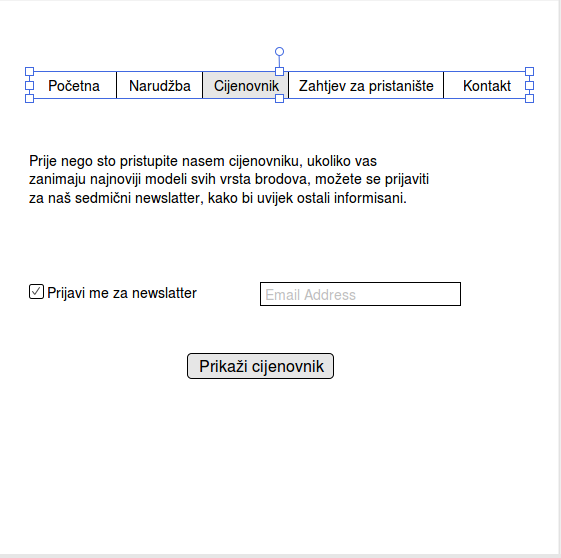 Početna Narudžba Cijenovnik Zahtjev za pristanište Kontakt
Prije nego sto pristupite nasem cijenovniku, ukoliko vas
zanimaju najnoviji modeli svih vrsta brodova, možete se prijaviti
za naš sedmični newslatter, kako bi uvijek ostali informisani.
Prijavi me za newslatter Email Address
Prikaži cijenovnik